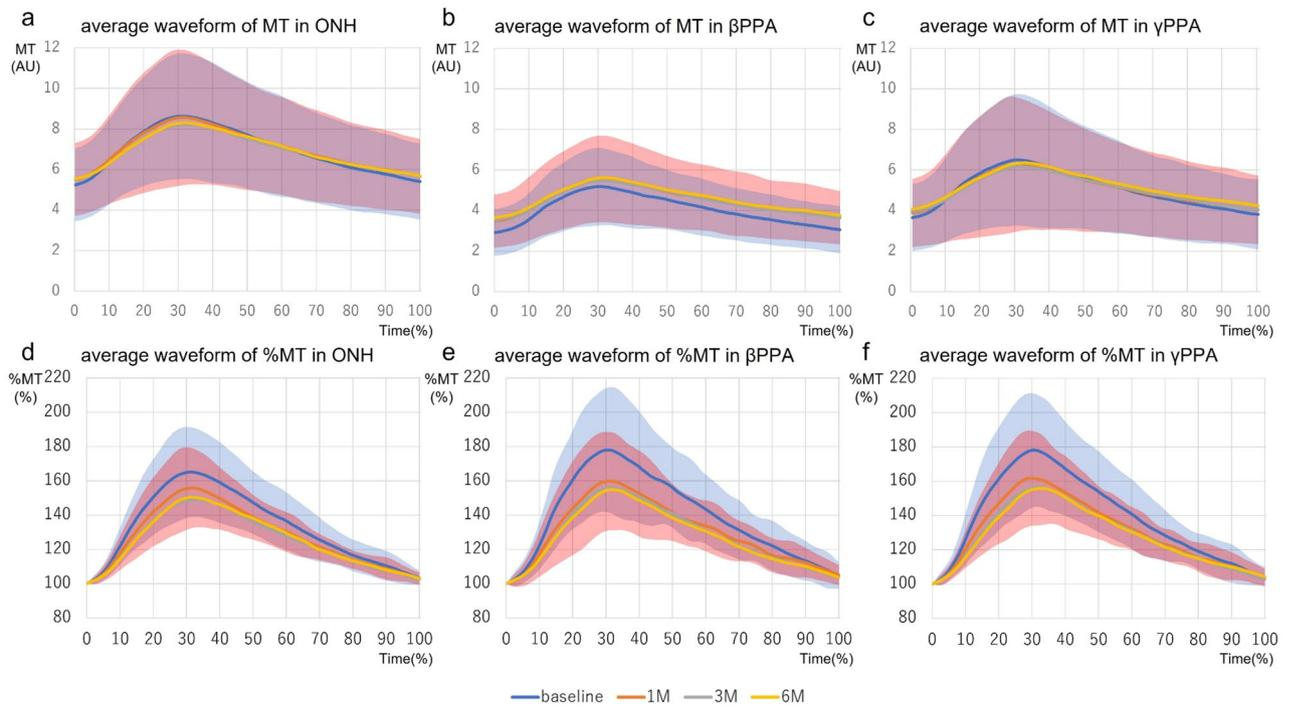 a average waveform of MT in ONH
MT
(AU)
12
10
8
6
4
2
0
0 10 20 30 40 50 60 70 80 90 100
Time(%)
b average waveform of MT in βPPA
MT
(AU)
12
10
8
6
4
2
0
0 10 20 30 40 50 60 70 80 90 100
Time(%)
c average waveform of MT in γPPA
MT
(AU)
12
10
8
6
4
2
0
0 10 20 30 40 50 60 70 80 90 100
Time(%)
d average waveform of %MT in ONH
%MT
(%)
220
200
180
160
140
120
100
80
0 10 20 30 40 50 60 70 80 90 100
Time(%)
e average waveform of %MT in βPPA
%MT
(%)
220
200
180
160
140
120
100
80
0 10 20 30 40 50 60 70 80 90 100
Time(%)
f average waveform of %MT in γPPA
%MT
(%)
220
200
180
160
140
120
100
80
0 10 20 30 40 50 60 70 80 90 100
Time(%)
baseline 1M 3M 6M